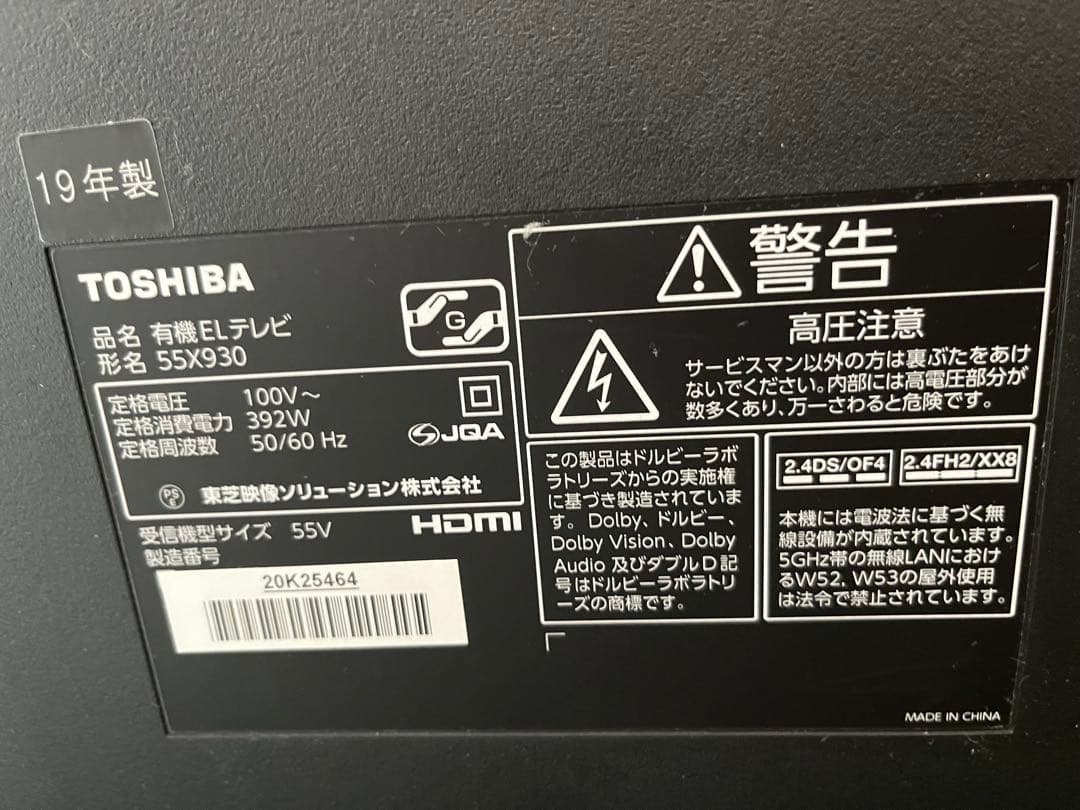 19年製
TOSHIBA
品名 有機ELテレビ
形名 55X930
G
定格電圧 100V～
定格消費電力 392W
定格周波数 50/60 Hz
JQA
PS
E
東芝映像ソリューション株式会社
受信機型サイズ 55V
HDMI
製造番号
20K25464
警告
高圧注意
サービスマン以外の方は裏ぶたをあけ
ないでください。内部には高電圧部分が
数多くあり、万一さわると危険です。
この製品はドルビーラボ
ラトリーズからの実施権
に基づき製造されていま
す。Dolby、ドルビー、
Dolby Vision、Dolby
Audio 及びダブルD記
号はドルビーラボラトリ
ーズの商標です。
2.4DS/OF4
2.4FH2/XX8
本機には電波法に基づく無
線設備が内蔵されています。
5GHz帯の無線LANにおけ
るW52、W53の屋外使用
は法令で禁止されています。
MADE IN CHINA